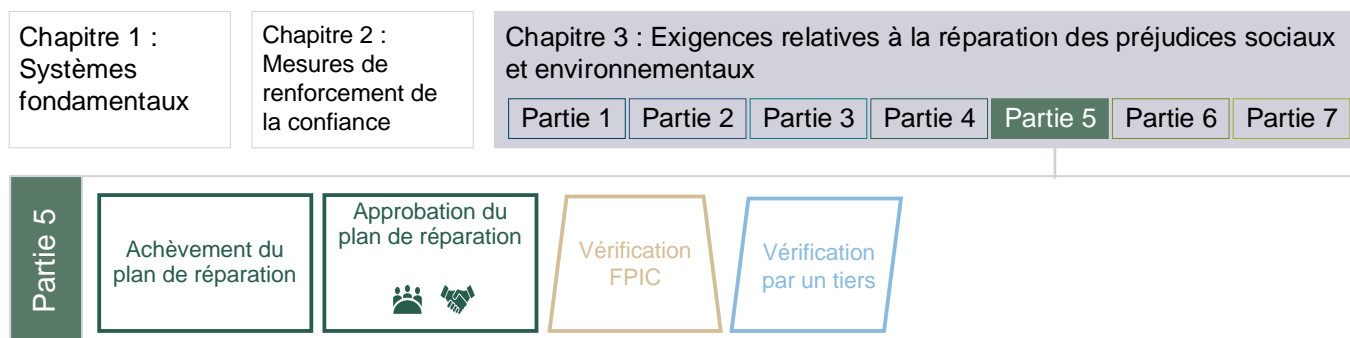 Chapitre 1 :
Systèmes
fondamentaux
Chapitre 2 :
Mesures de
renforcement de
la confiance
Chapitre 3 : Exigences relatives à la réparation des préjudices sociaux
et environnementaux
Partie 1
Partie 2
Partie 3
Partie 4
Partie 5
Partie 6
Partie 7
Partie 5
Achèvement du
plan de réparation
Approbation du
plan de réparation
Vérification
FPIC
Vérification
par un tiers